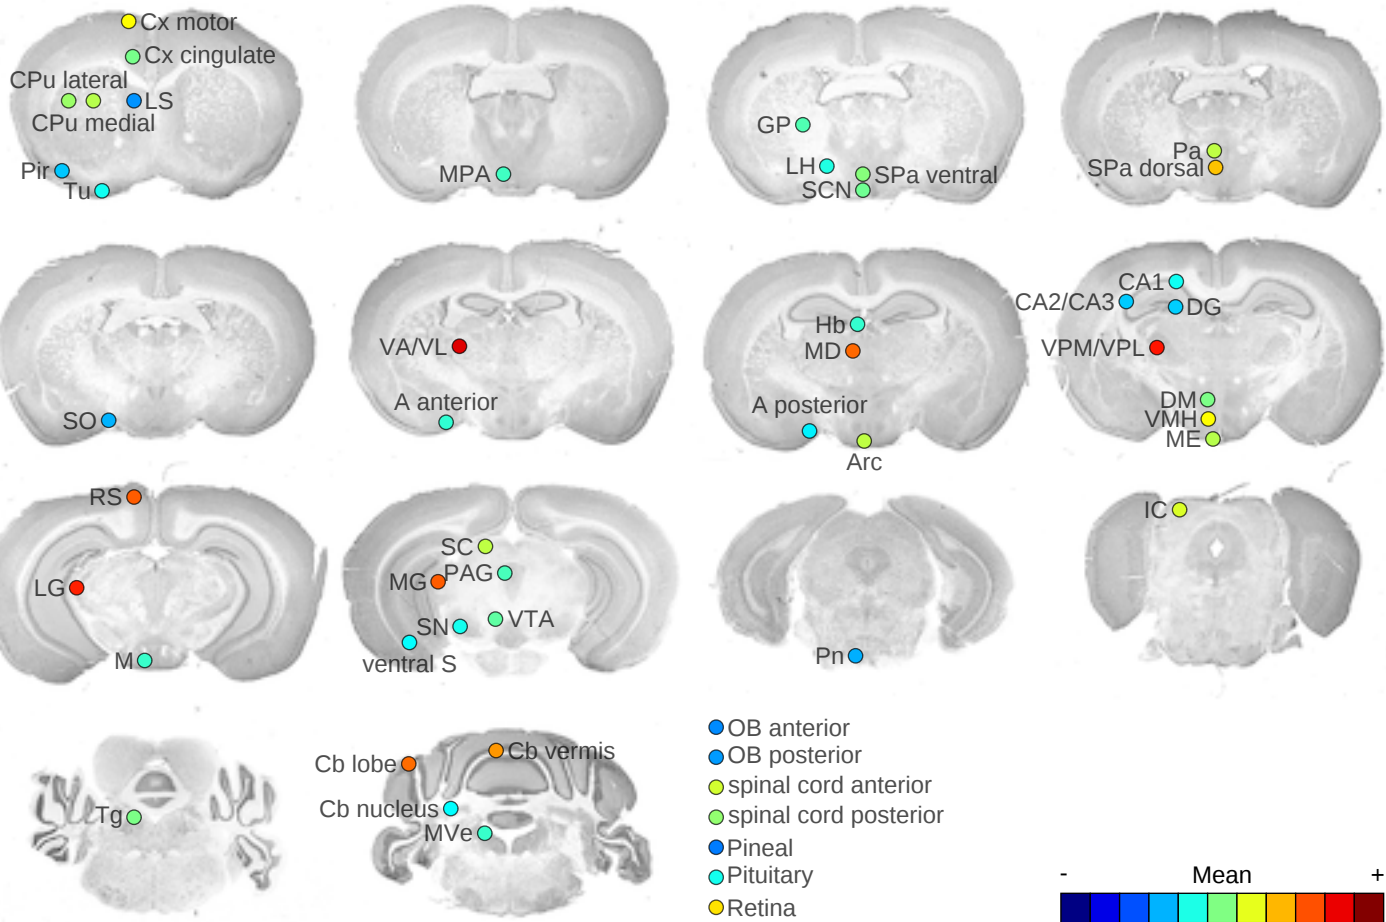 Cx motor
Cx cingulate
CPu lateral
LS
CPu medial
Pir
Tu
MPA
GP
LH
SPa ventral
SCN
Pa
SPa dorsal
SO
VA/VL
A anterior
Hb
MD
A posterior
Arc
CA1
CA2/CA3
DG
VPM/VPL
DM
VMH
ME
RS
LG
M
SC
MG
PAG
SN
VTA
ventral S
Pn
IC
Tg
Cb lobe
Cb vermis
Cb nucleus
MVe
OB anterior
OB posterior
spinal cord anterior
spinal cord posterior
Pineal
Pituitary
Retina
- Mean +